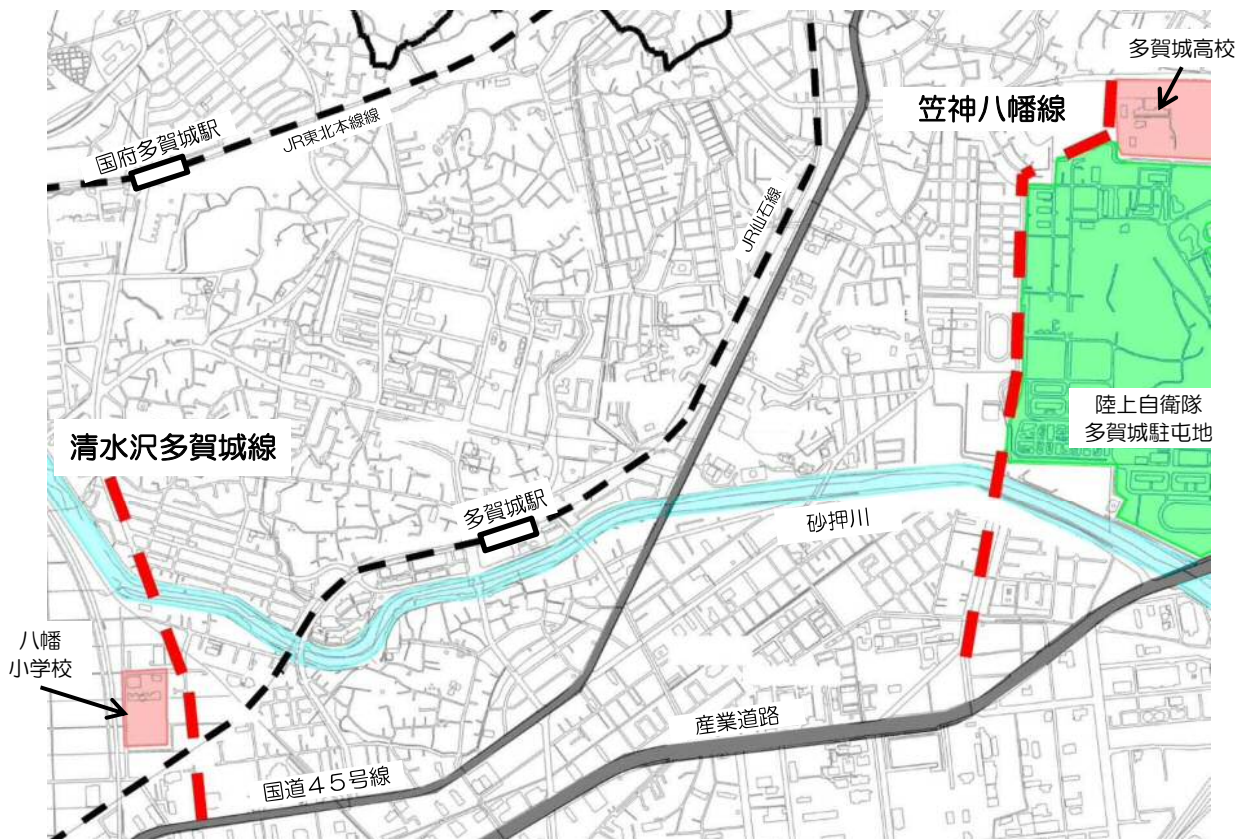 多賀城高校
笠神八幡線
国府多賀城駅
JR東北本線線
JR仙石線
陸上自衛隊
多賀城駐屯地
清水沢多賀城線
多賀城駅
砂押川
八幡
小学校
産業道路
国道45号線